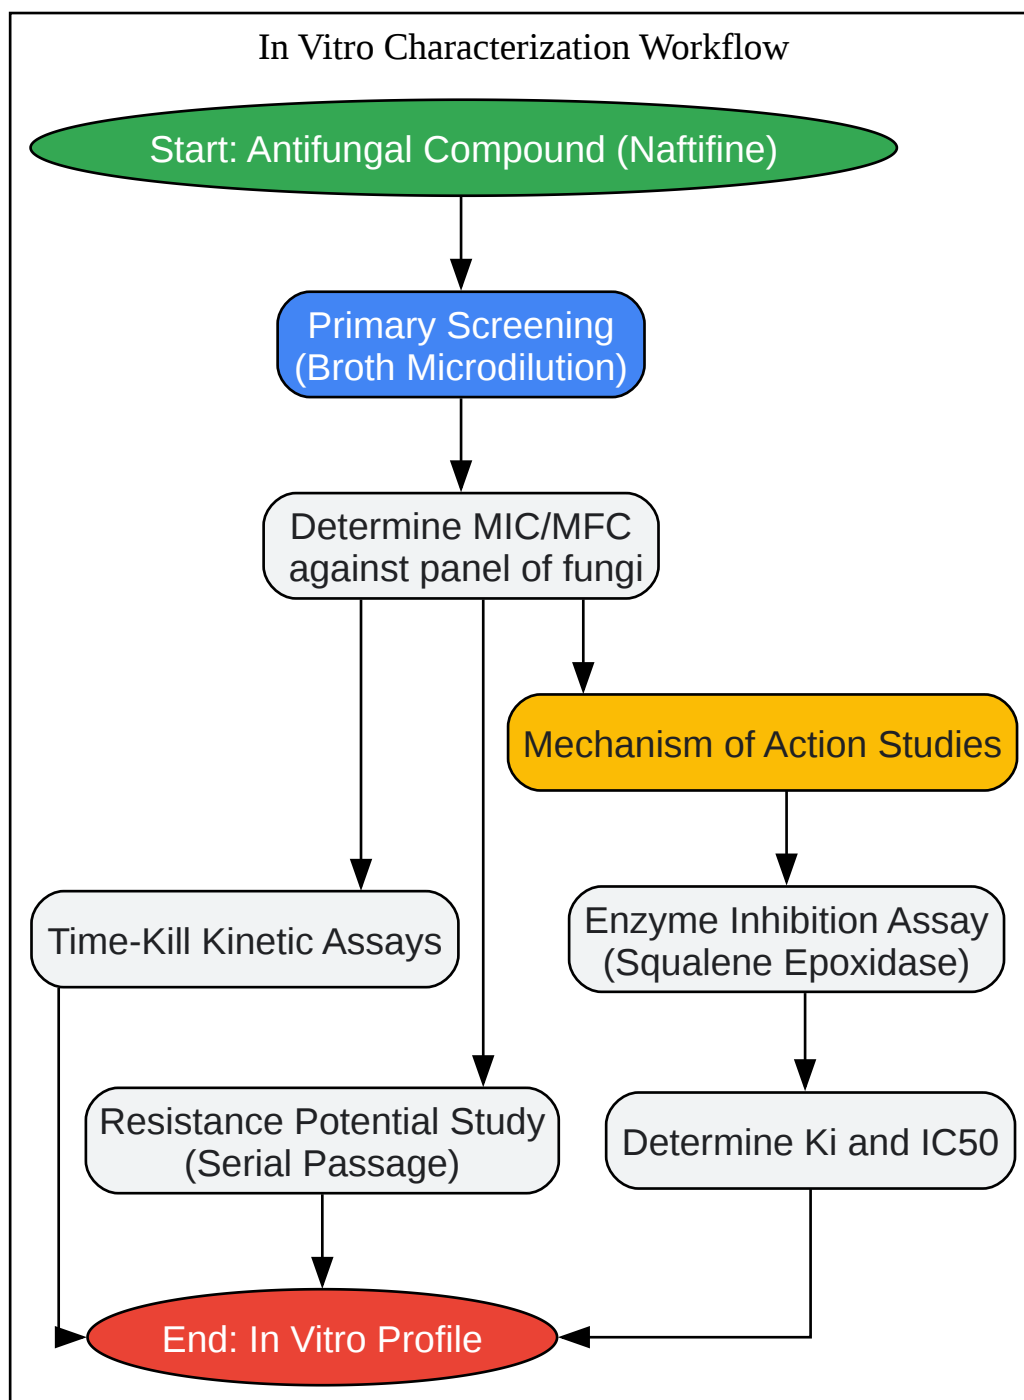 In Vitro Characterization Workflow
Start: Antifungal Compound (Naftifine)
Primary Screening
(Broth Microdilution)
Determine MIC/MFC
against panel of fungi
Mechanism of Action Studies
Time-Kill Kinetic Assays
Enzyme Inhibition Assay
(Squalene Epoxidase)
Resistance Potential Study
(Serial Passage)
Determine Ki and IC50
End: In Vitro Profile